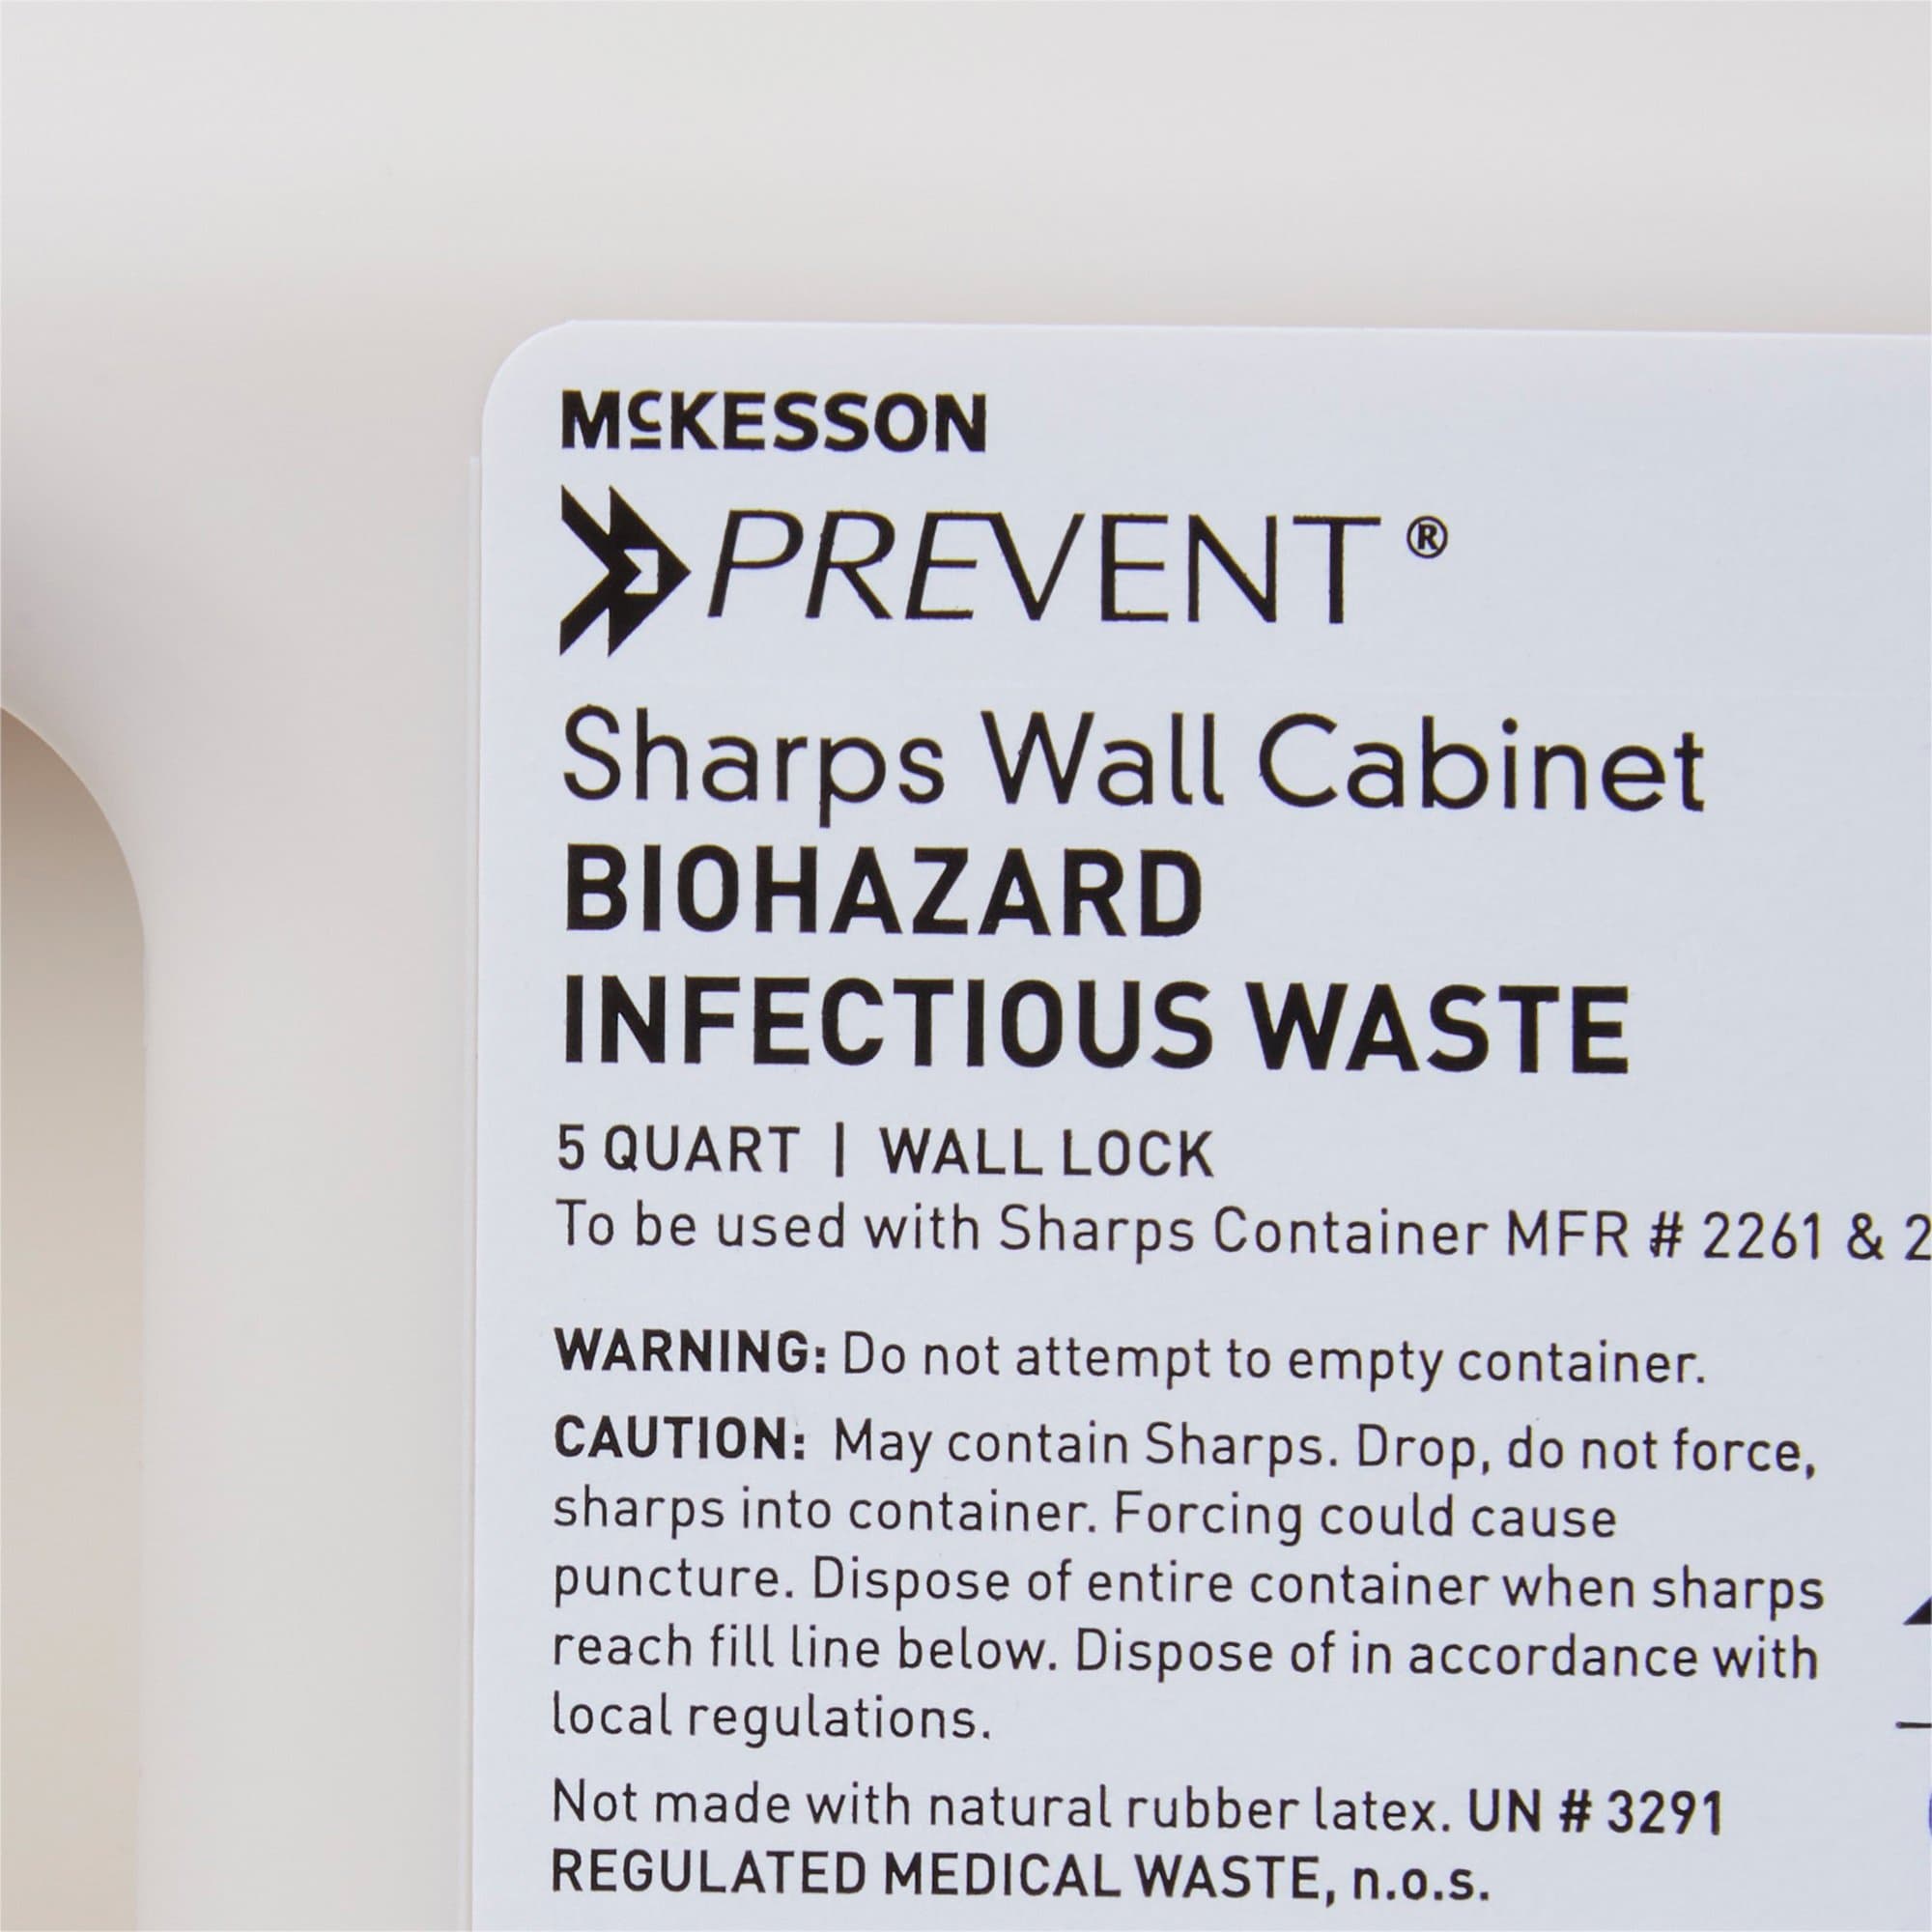 McKESSON
PREVENT®
Sharps Wall Cabinet
BIOHAZARD
INFECTIOUS WASTE
5 QUART | WALL LOCK
To be used with Sharps Container MFR # 2261 & 2
WARNING: Do not attempt to empty container.
CAUTION: May contain Sharps. Drop, do not force,
sharps into container. Forcing could cause
puncture. Dispose of entire container when sharps
reach fill line below. Dispose of in accordance with
local regulations.
Not made with natural rubber latex. UN # 3291
REGULATED MEDICAL WASTE, n.o.s.